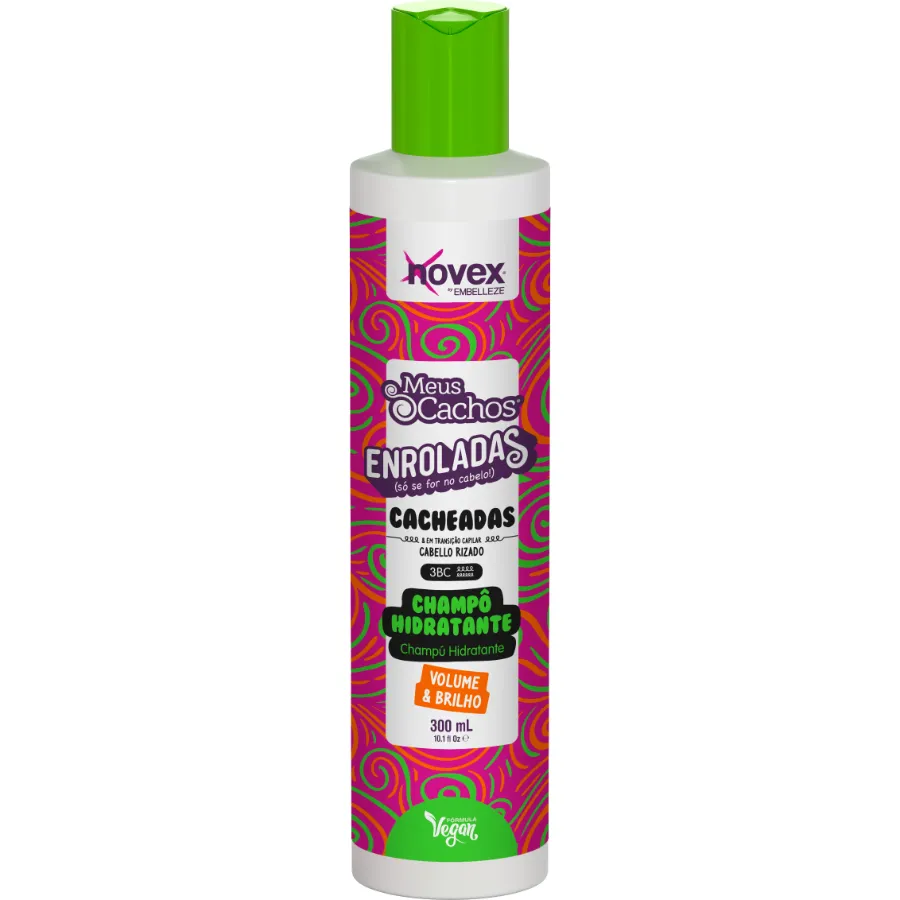 novex®
by EMBELLEZE
Meus
Cachos®
ENROLADAS
(só se for no cabelo!)
CACHEADAS
& EM TRANSIÇÃO CAPILAR
CABELLO RIZADO
3BC
CHAMPÔ
HIDRATANTE
Champú Hidratante
VOLUME
& BRILHO
300 mL
10.1 fl Oz ℮
FÓRMULA
Vegan